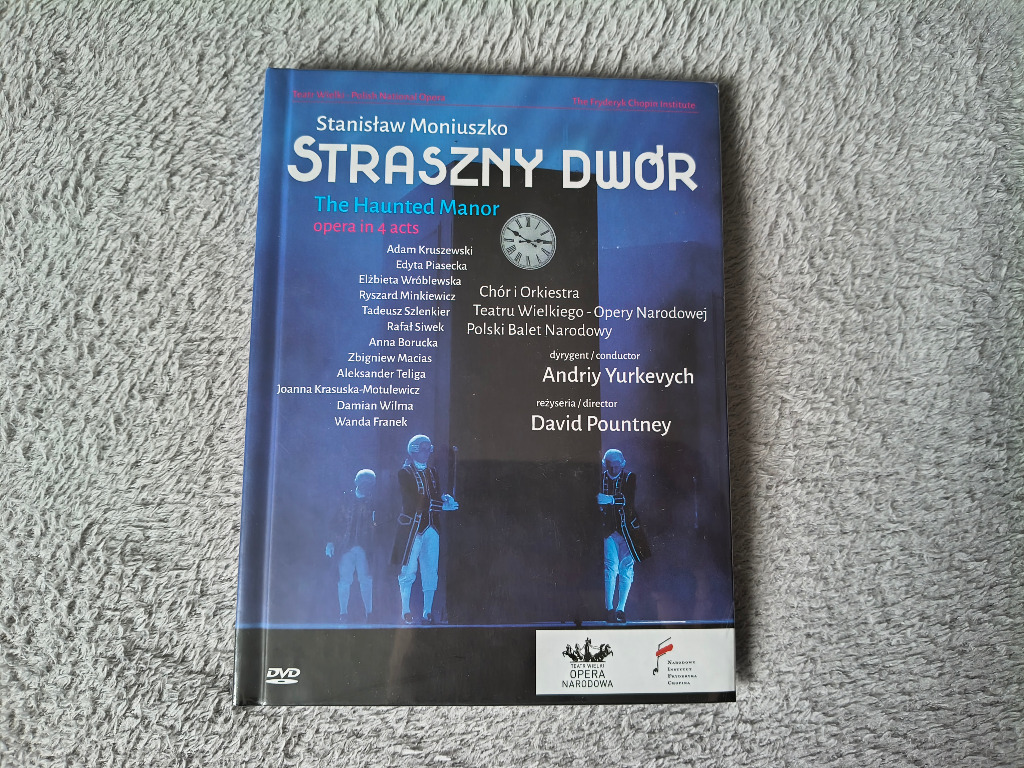 Teatr Wielki - Polish National Opera
The Fryderyk Chopin Institute
Stanisław Moniuszko
STRASZNY DWÓR
The Haunted Manor
opera in 4 acts
Adam Kruszewski
Edyta Piasecka
Elżbieta Wróblewska
Ryszard Minkiewicz
Tadeusz Szlenkier
Rafał Siwek
Anna Borucka
Zbigniew Macias
Aleksander Teliga
Joanna Krasuska-Motulewicz
Damian Wilma
Wanda Franek
Chór i Orkiestra
Teatru Wielkiego - Opery Narodowej
Polski Balet Narodowy
dyrygent / conductor
Andriy Yurkevych
reżyseria / director
David Pountney
DVD
TEATR WIELKI
OPERA
NARODOWA
NARODOWY
INSTYTUT
FRYDERYKA
CHOPINA